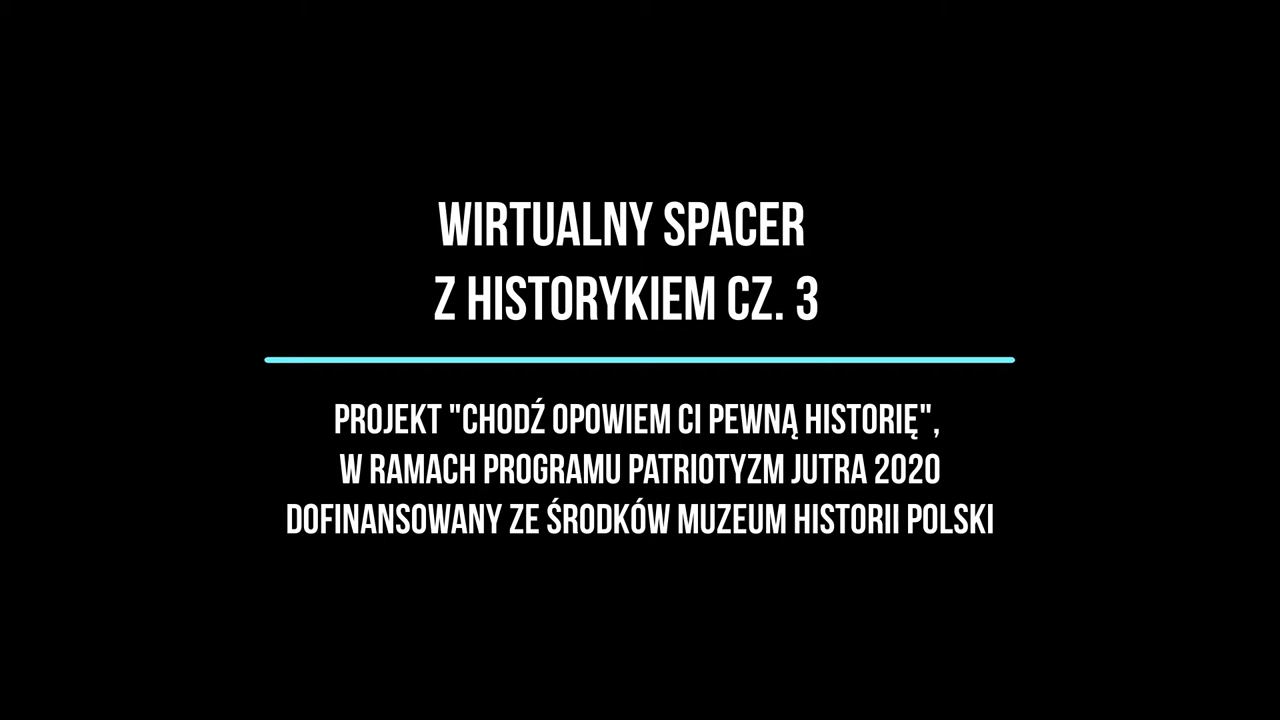 WIRTUALNY SPACER
Z HISTORYKIEM CZ. 3
PROJEKT "CHODŹ OPOWIEM CI PEWNĄ HISTORIĘ",
W RAMACH PROGRAMU PATRIOTYZM JUTRA 2020
DOFINANSOWANY ZE ŚRODKÓW MUZEUM HISTORII POLSKI